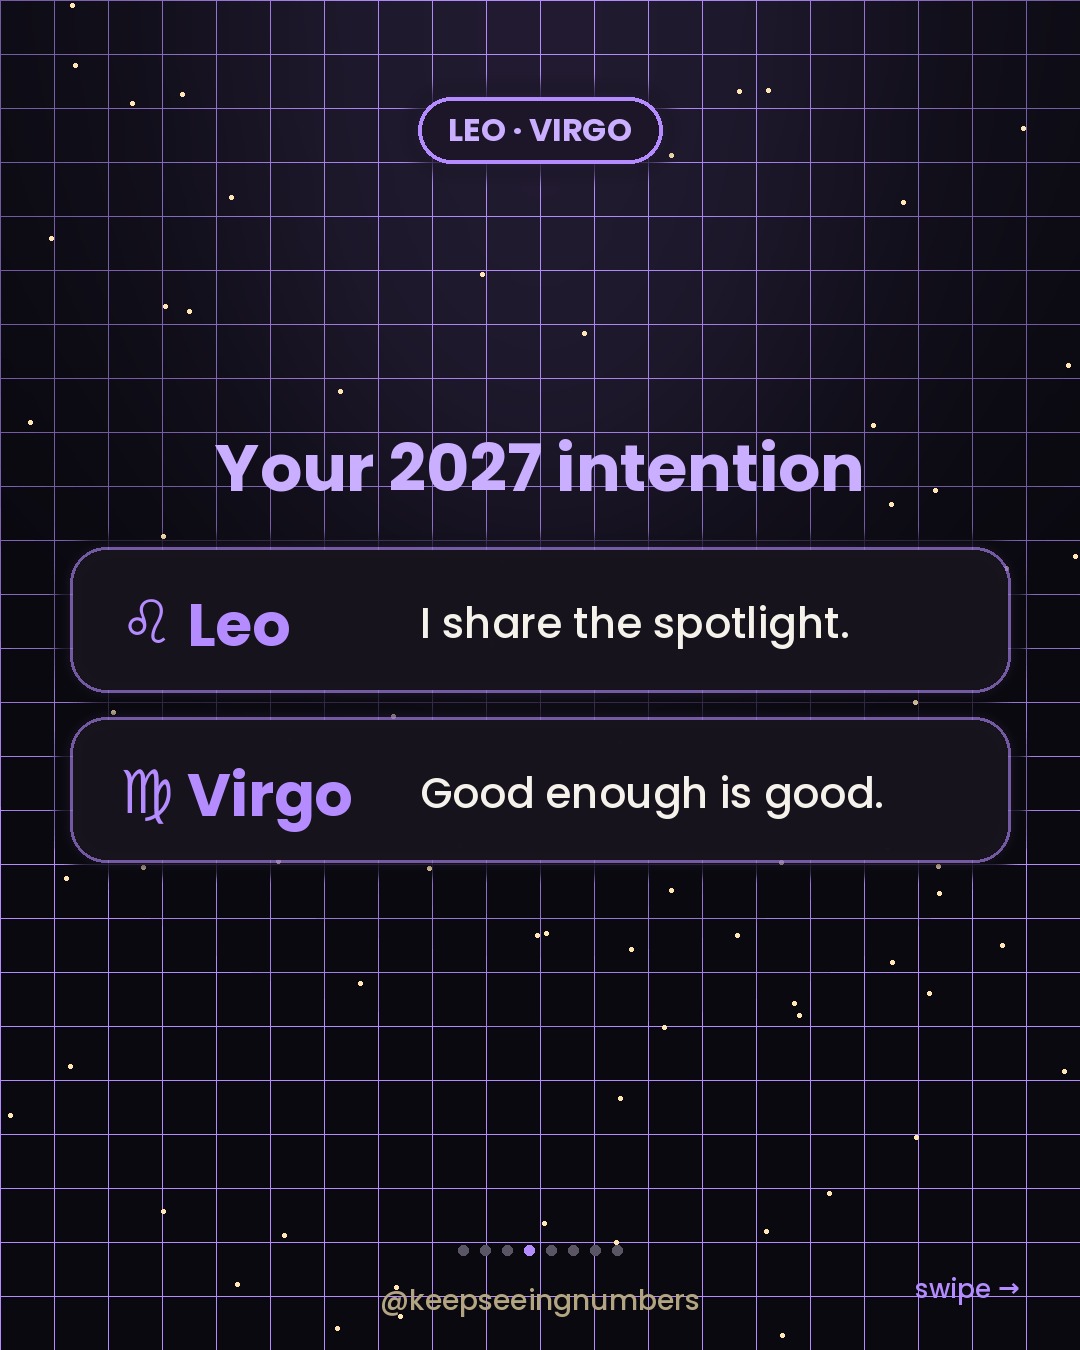 LEO · VIRGO
Your 2027 intention
♌ Leo
I share the spotlight.
♍ Virgo
Good enough is good.
@keepseeingnumbers
swipe →